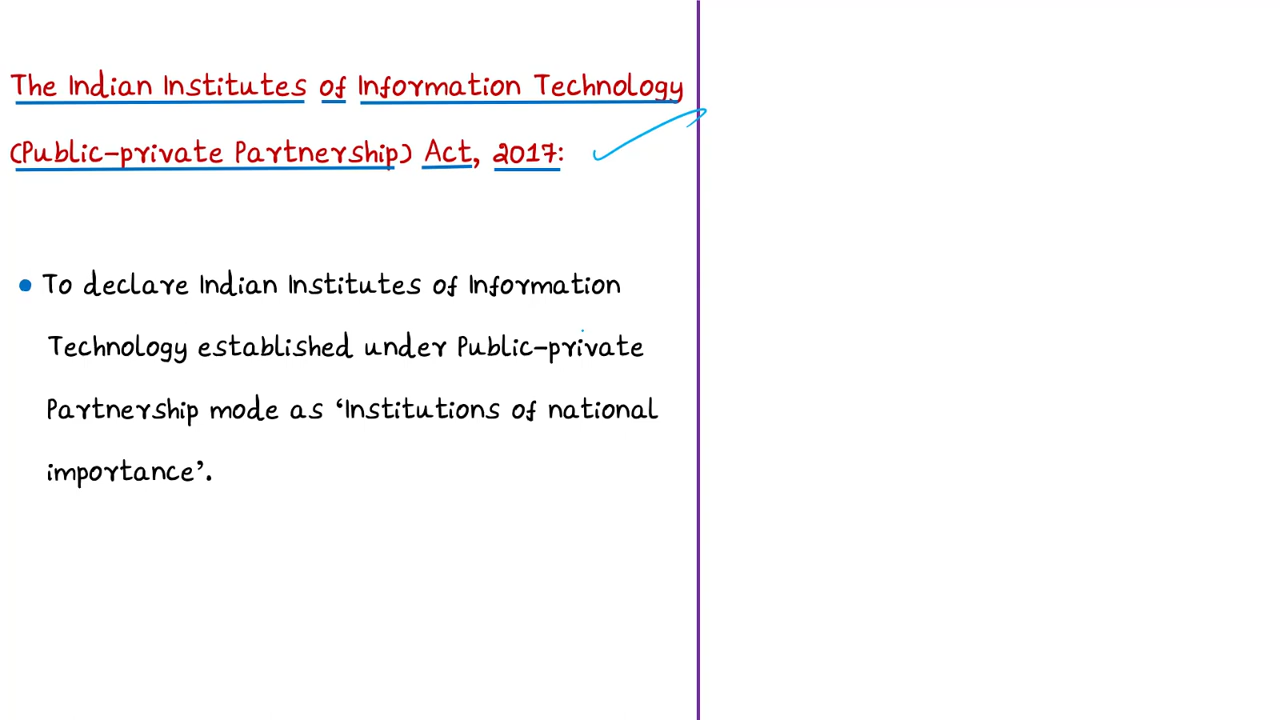 The Indian Institutes of Information Technology
(Public-private Partnership) Act, 2017:
• To declare Indian Institutes of Information
Technology established under Public-private
Partnership mode as ‘Institutions of national
importance’.